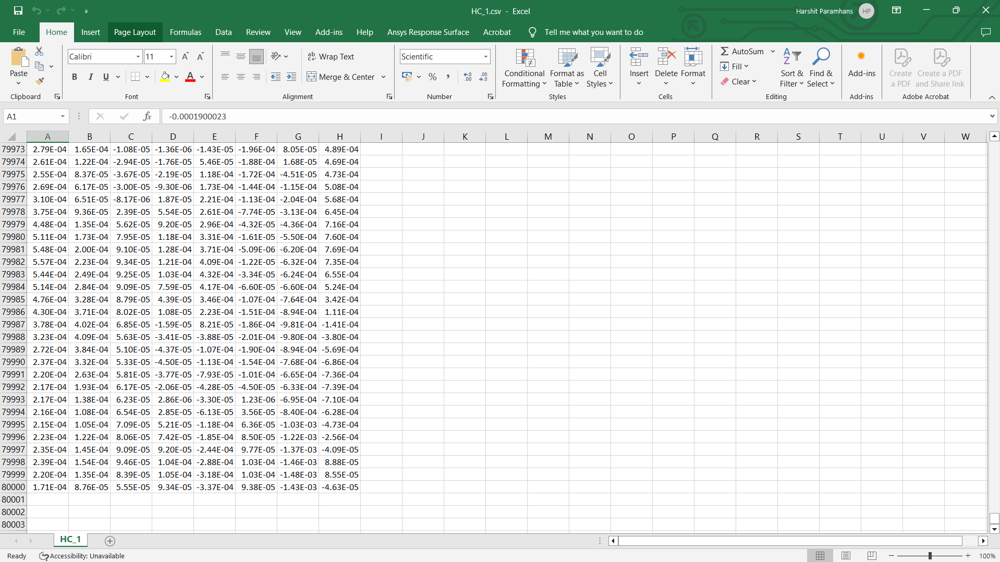 HC_1.csv - Excel
Harshit Paramhans HP
File Home Insert Page Layout Formulas Data Review View Add-ins Help Ansys Response Surface Acrobat Tell me what you want to do
Calibri 11 Wrap Text Scientific AutoSum
Paste Conditional Formatting Format as Table Cell Styles Insert Delete Format Fill Sort & Filter Find & Select Add-ins Create a PDF Create a PDF and Share link
B I U A Merge & Center % , Clear
Clipboard Font Alignment Number Styles Cells Editing Add-ins Adobe Acrobat
A1 fx -0.0001900023
A B C D E F G H I J K L M N O P Q R S T U V W
79973 2.79E-04 1.65E-04 -1.08E-05 -1.36E-06 -1.43E-05 -1.96E-04 8.05E-05 4.89E-04
79974 2.61E-04 1.22E-04 -2.94E-05 -1.76E-05 5.46E-05 -1.88E-04 1.68E-05 4.69E-04
79975 2.55E-04 8.37E-05 -3.67E-05 -2.19E-05 1.18E-04 -1.72E-04 -4.51E-05 4.73E-04
79976 2.69E-04 6.17E-05 -3.00E-05 -9.30E-06 1.73E-04 -1.44E-04 -1.15E-04 5.08E-04
79977 3.10E-04 6.51E-05 -8.17E-06 1.87E-05 2.21E-04 -1.13E-04 -2.04E-04 5.68E-04
79978 3.75E-04 9.36E-05 2.39E-05 5.54E-05 2.61E-04 -7.74E-05 -3.13E-04 6.45E-04
79979 4.48E-04 1.35E-04 5.62E-05 9.20E-05 2.96E-04 -4.32E-05 -4.36E-04 7.16E-04
79980 5.11E-04 1.73E-04 7.95E-05 1.18E-04 3.31E-04 -1.61E-05 -5.50E-04 7.60E-04
79981 5.48E-04 2.00E-04 9.10E-05 1.28E-04 3.71E-04 -5.09E-06 -6.20E-04 7.69E-04
79982 5.57E-04 2.23E-04 9.34E-05 1.21E-04 4.09E-04 -1.22E-05 -6.32E-04 7.35E-04
79983 5.44E-04 2.49E-04 9.25E-05 1.03E-04 4.32E-04 -3.34E-05 -6.24E-04 6.55E-04
79984 5.14E-04 2.84E-04 9.09E-05 7.59E-05 4.17E-04 -6.60E-05 -6.60E-04 5.24E-04
79985 4.76E-04 3.28E-04 8.79E-05 4.39E-05 3.46E-04 -1.07E-04 -7.64E-04 3.42E-04
79986 4.30E-04 3.71E-04 8.02E-05 1.08E-05 2.23E-04 -1.51E-04 -8.94E-04 1.11E-04
79987 3.78E-04 4.02E-04 6.85E-05 -1.59E-05 8.21E-05 -1.86E-04 -9.81E-04 -1.41E-04
79988 3.23E-04 4.09E-04 5.63E-05 -3.41E-05 -3.88E-05 -2.01E-04 -9.80E-04 -3.80E-04
79989 2.72E-04 3.84E-04 5.10E-05 -4.37E-05 -1.07E-04 -1.90E-04 -8.94E-04 -5.69E-04
79990 2.37E-04 3.32E-04 5.33E-05 -4.50E-05 -1.13E-04 -1.54E-04 -7.68E-04 -6.86E-04
79991 2.20E-04 2.63E-04 5.81E-05 -3.77E-05 -7.93E-05 -1.01E-04 -6.65E-04 -7.36E-04
79992 2.17E-04 1.93E-04 6.17E-05 -2.06E-05 -4.28E-05 -4.50E-05 -6.33E-04 -7.39E-04
79993 2.17E-04 1.38E-04 6.23E-05 2.86E-06 -3.30E-05 1.23E-06 -6.95E-04 -7.10E-04
79994 2.16E-04 1.08E-04 6.54E-05 2.85E-05 -6.13E-05 3.56E-05 -8.40E-04 -6.28E-04
79995 2.15E-04 1.05E-04 7.09E-05 5.21E-05 -1.18E-04 6.36E-05 -1.03E-03 -4.73E-04
79996 2.23E-04 1.22E-04 8.06E-05 7.42E-05 -1.85E-04 8.50E-05 -1.22E-03 -2.56E-04
79997 2.35E-04 1.45E-04 9.09E-05 9.20E-05 -2.44E-04 9.77E-05 -1.37E-03 -4.09E-05
79998 2.39E-04 1.54E-04 9.46E-05 1.04E-04 -2.88E-04 1.03E-04 -1.46E-03 8.88E-05
79999 2.20E-04 1.35E-04 8.39E-05 1.05E-04 -3.18E-04 1.03E-04 -1.48E-03 8.55E-05
80000 1.71E-04 8.76E-05 5.55E-05 9.34E-05 -3.37E-04 9.38E-05 -1.43E-03 -4.63E-05
80001
80002
80003
HC_1
Ready Accessibility: Unavailable 100%